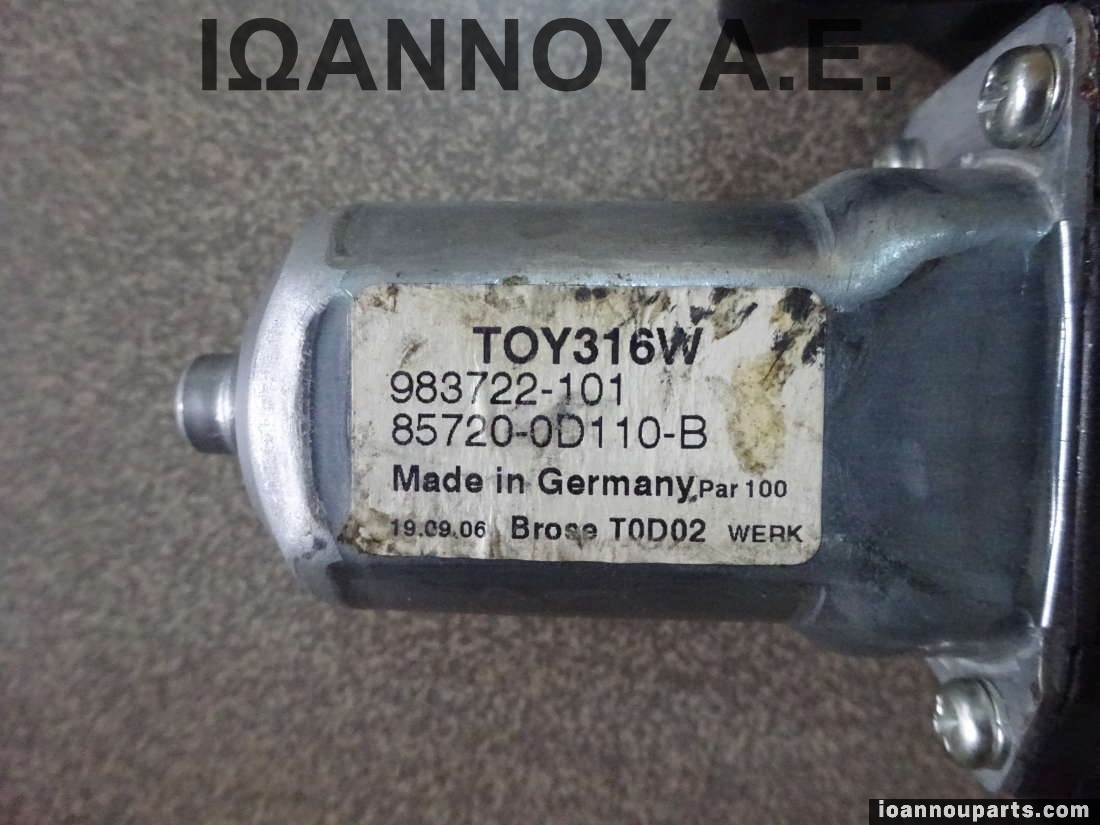 ΙΩΑΝΝΟΥ Α.Ε.
TOY316W
983722-101
85720-0D110-B
Made in Germany, Par 100
19.09.06 Brose T0D02 WERK
ioannouparts.com